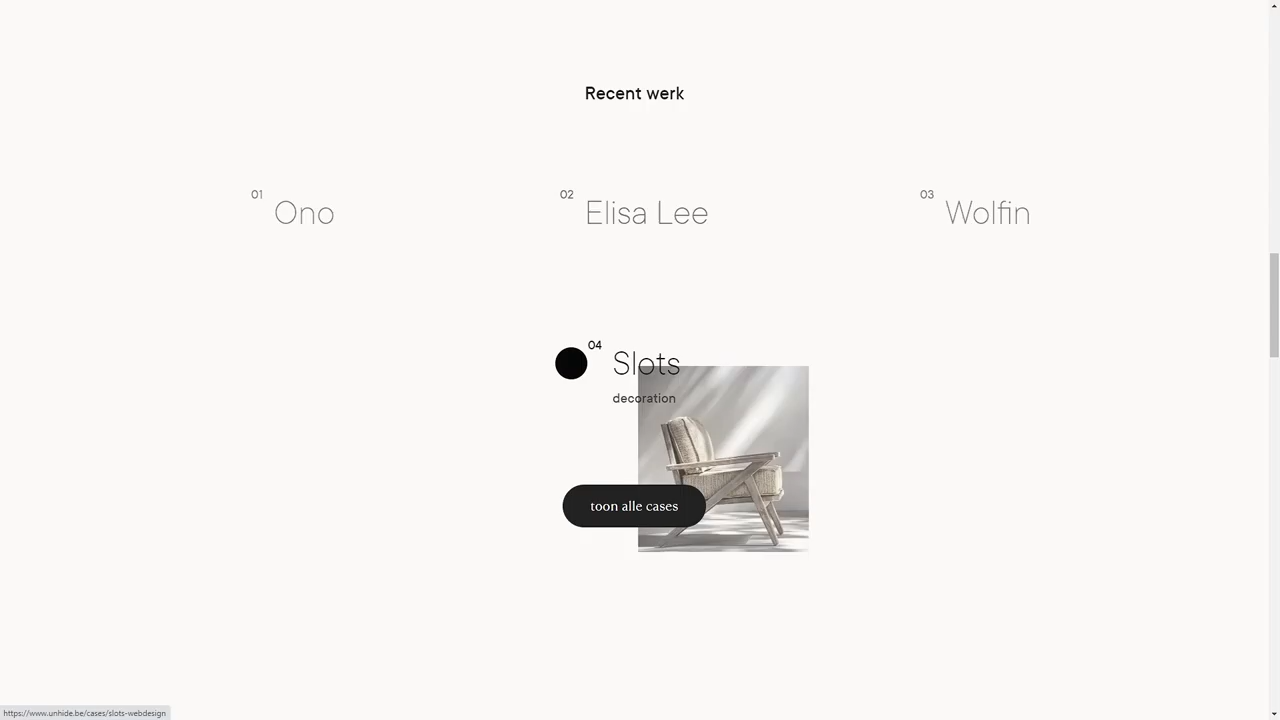 Recent werk
01
Ono
02
Elisa Lee
03
Wolfin
04
Slots
decoration
toon alle cases
https://www.unhide.be/cases/slots-webdesign